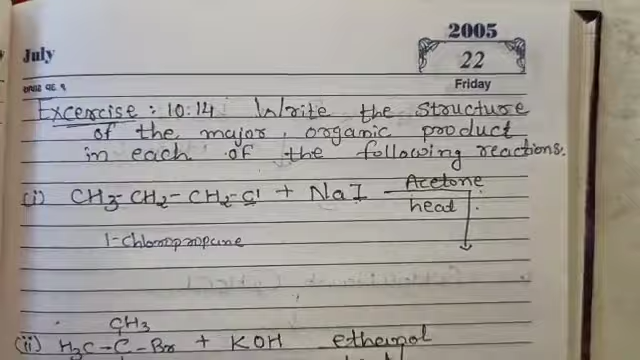 July
2005
22
Friday
Excercise : 10.14 Write the structure
of the major organic product
in each of the following reactions.
(i) CH3-CH2-CH2-Cl + NaI Acetone
heat
1-chloropropane
CH3
(ii) H3C-C-Br + KOH ethanol